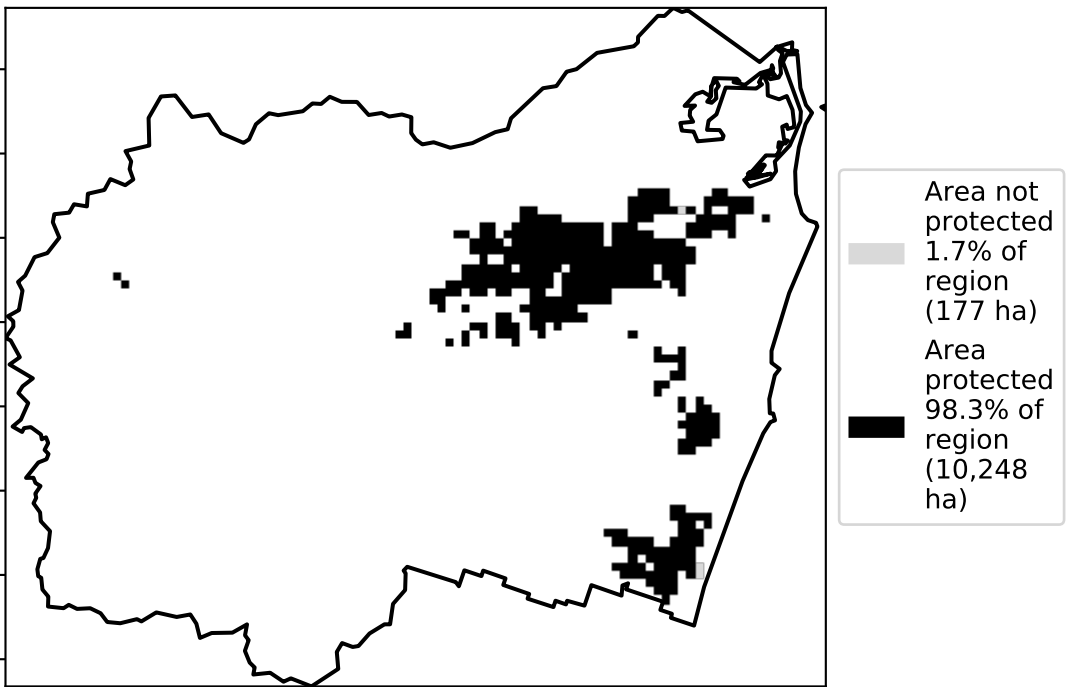 Area not
protected
1.7% of
region
(177 ha)
Area
protected
98.3% of
region
(10,248
ha)